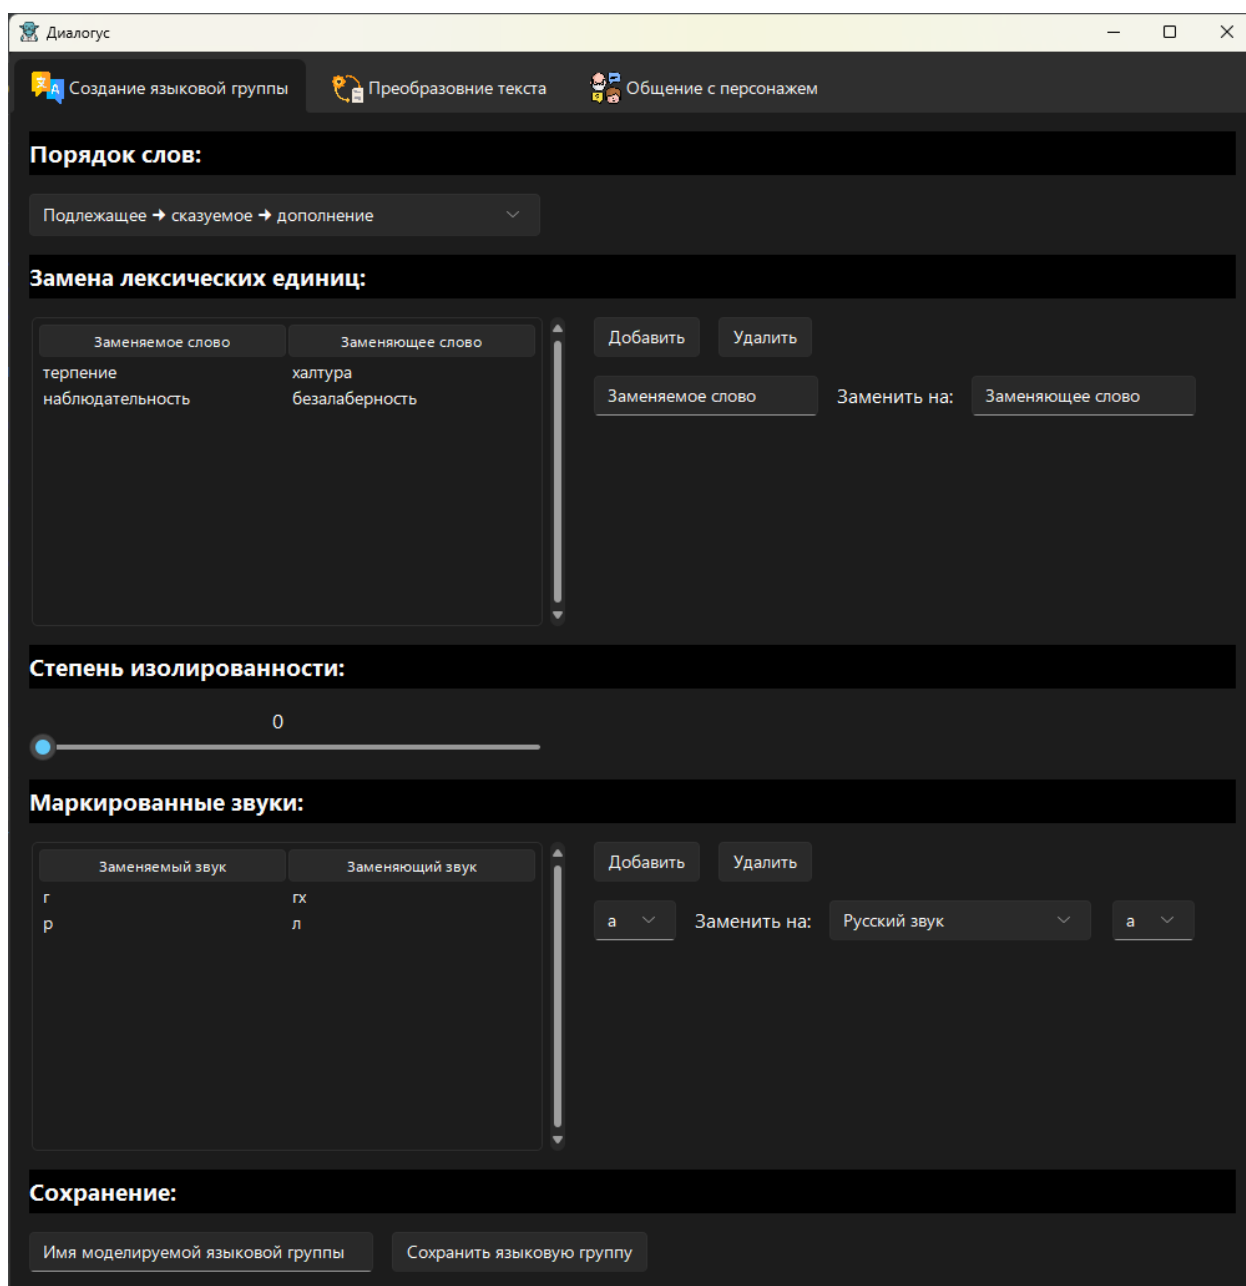 Диалогус
Создание языковой группы
Преобразовние текста
Общение с персонажем
Порядок слов:
Подлежащее ➜ сказуемое ➜ дополнение
Замена лексических единиц:
Заменяемое слово Заменяющее слово
терпение халтура
наблюдательность безалаберность
Добавить Удалить
Заменяемое слово Заменить на: Заменяющее слово
Степень изолированности:
0
Маркированные звуки:
Заменяемый звук Заменяющий звук
г гх
р л
Добавить Удалить
а Заменить на: Русский звук а
Сохранение:
Имя моделируемой языковой группы Сохранить языковую группу